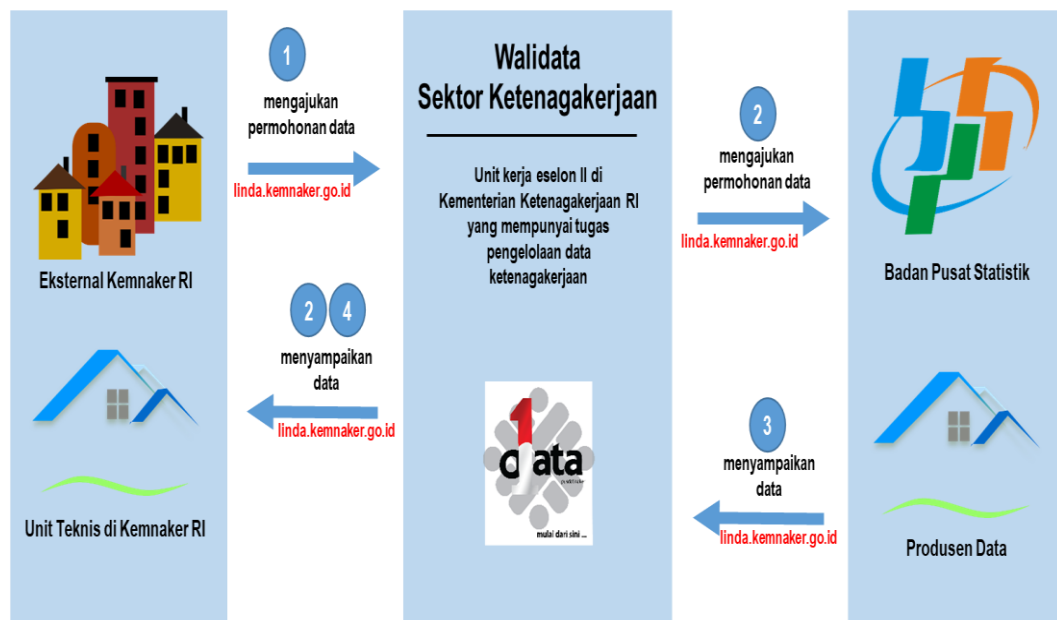 1
mengajukan
permohonan data
linda.kemnaker.go.id
Eksternal Kemnaker RI
2 4
menyampaikan
data
linda.kemnaker.go.id
Unit Teknis di Kemnaker RI
Walidata
Sektor Ketenagakerjaan
Unit kerja eselon II di
Kementerian Ketenagakerjaan RI
yang mempunyai tugas
pengelolaan data
ketenagakerjaan
1
data
mulai dari sini ...
2
mengajukan
permohonan data
linda.kemnaker.go.id
Badan Pusat Statistik
3
menyampaikan
data
linda.kemnaker.go.id
Produsen Data